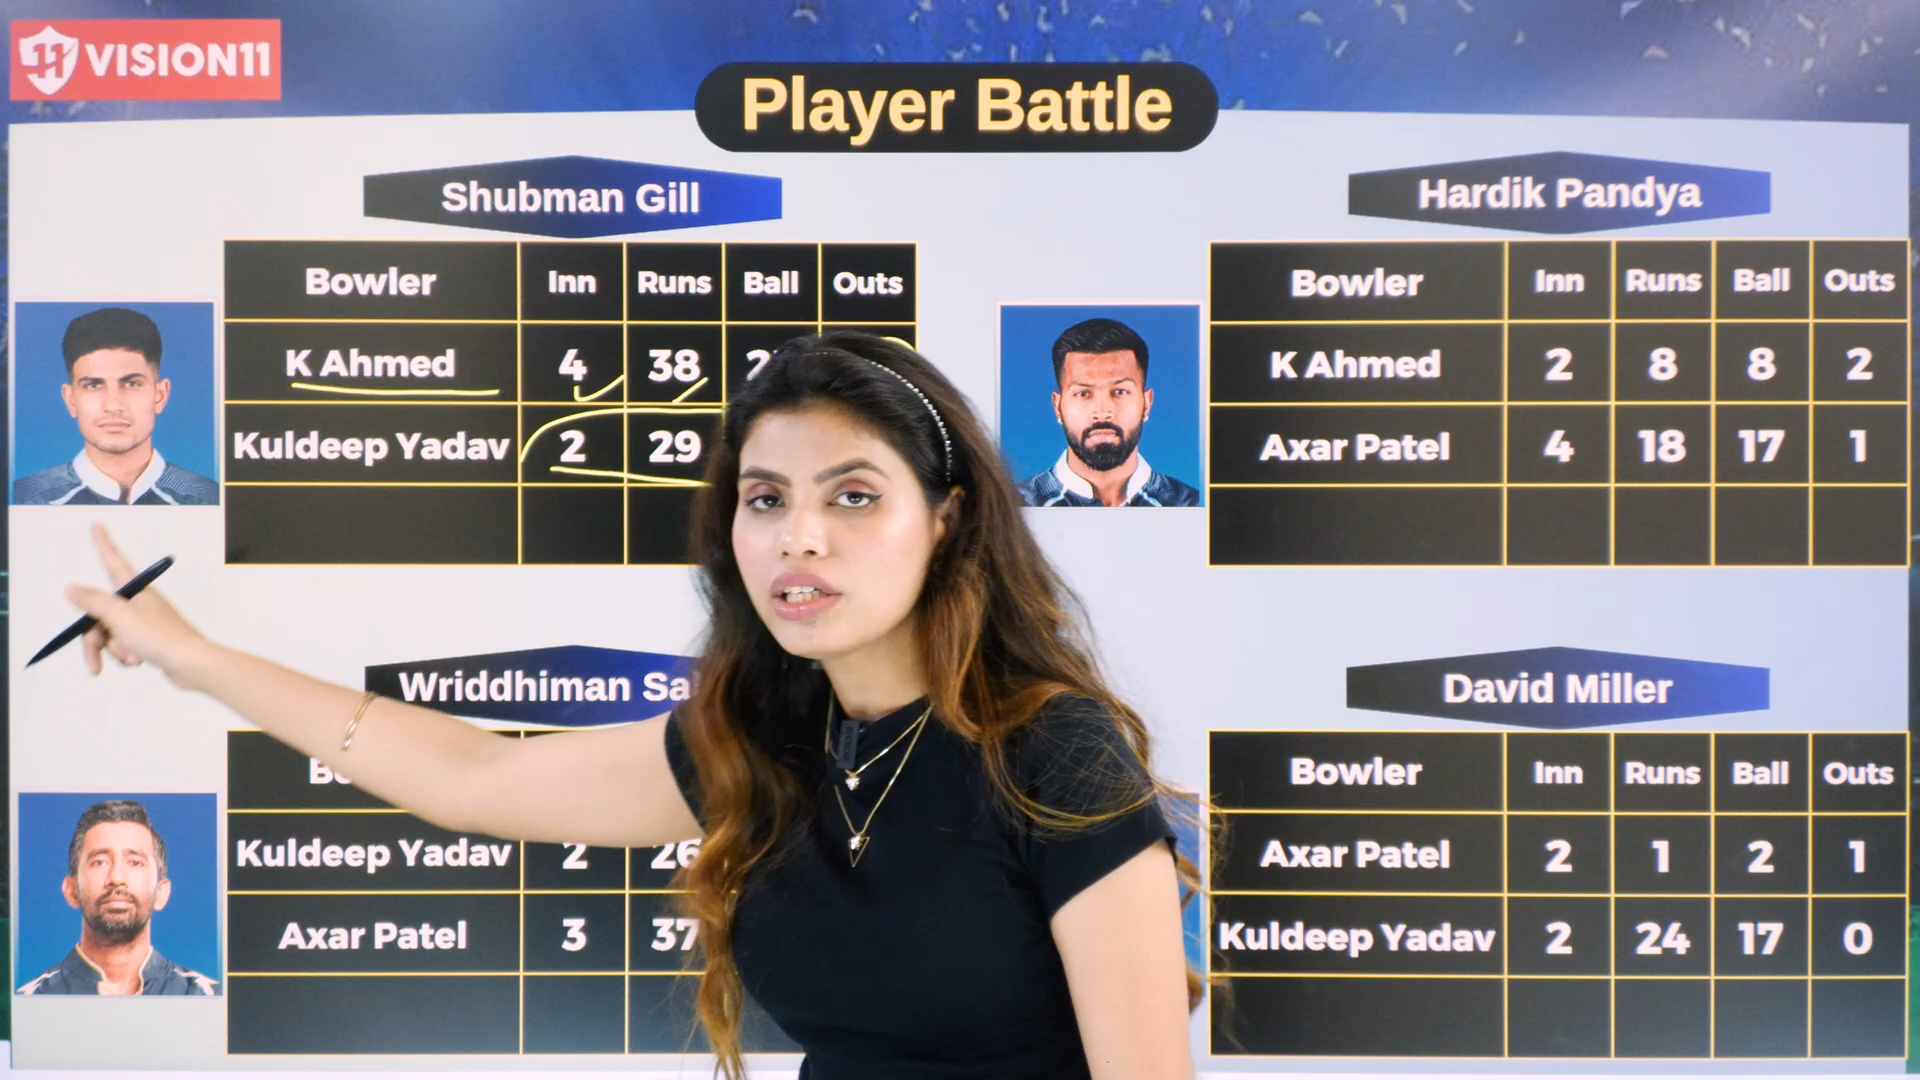 VISION11
Player Battle
Shubman Gill
Bowler Inn Runs Ball Outs
K Ahmed 4 38
Kuldeep Yadav 2 29
Hardik Pandya
Bowler Inn Runs Ball Outs
K Ahmed 2 8 8 2
Axar Patel 4 18 17 1
Wriddhiman
Kuldeep Yadav 2 26
Axar Patel 3 37
David Miller
Bowler Inn Runs Ball Outs
Axar Patel 2 1 2 1
Kuldeep Yadav 2 24 17 0